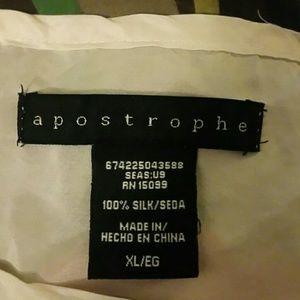 apostrophe
674225043588
SEAS:U9
RN 15099
100% SILK/SEDA
MADE IN/
HECHO EN CHINA
XL/EG